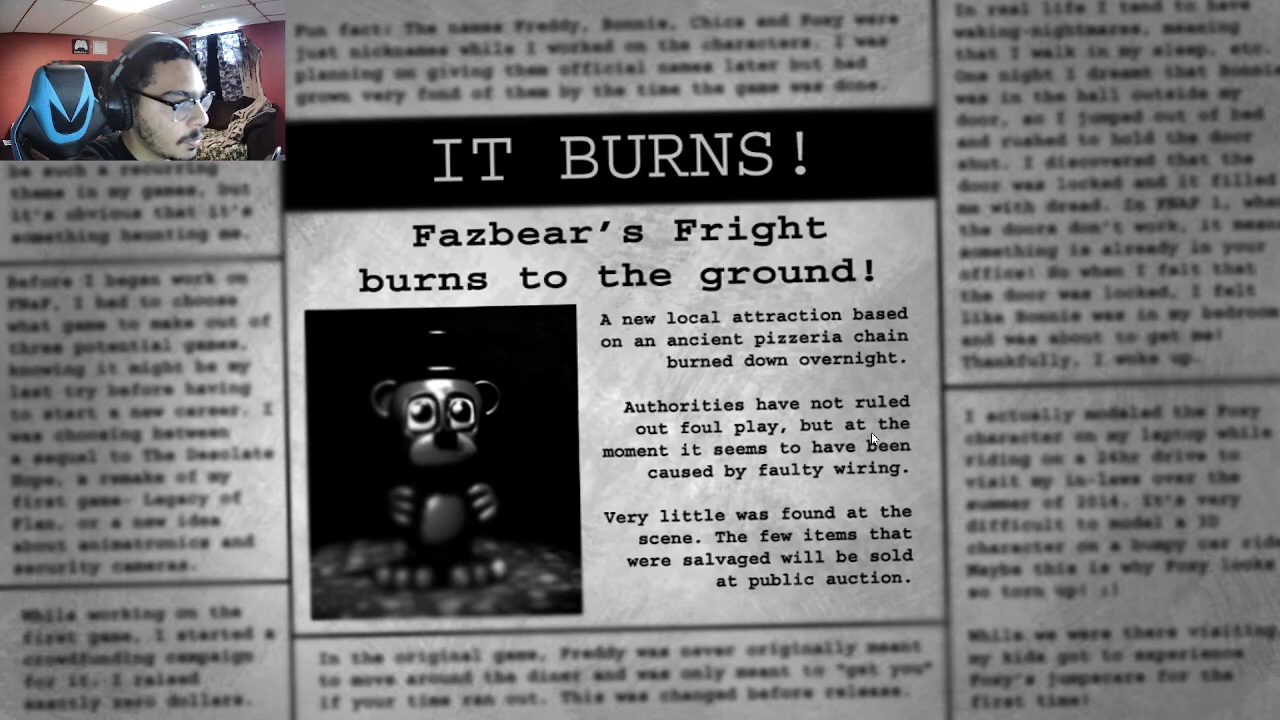 Fun fact: The names Freddy, Bonnie, Chica and Foxy were
just nicknames while I worked on the characters. I was
planning on giving them official names later but had
grown very fond of them by the time the game was done.
IT BURNS!
Fazbear's Fright
burns to the ground!
A new local attraction based
on an ancient pizzeria chain
burned down overnight.
Authorities have not ruled
out foul play, but at the
moment it seems to have been
caused by faulty wiring.
Very little was found at the
scene. The few items that
were salvaged will be sold
at public auction.
In the original game, Freddy was never originally meant
to move around the diner and was only meant to "get you"
if your time ran out. This was changed before release.
be such a recurring
theme in my games, but
it's obvious that it's
something haunting me.
Before I began work on
FNaF, I had to choose
what game to make out of
three potential games,
knowing it might be my
last try before having
to start a new career. I
was choosing between
a sequel to The Desolate
Hope, a remake of my
first game- Legacy of
Flan, or a new idea
about animatronics and
security cameras.
While working on the
first game, I started a
crowdfunding campaign
for it. I raised
exactly zero dollars.
In real life I tend to have
waking-nightmares, meaning
that I walk in my sleep, etc.
One night I dreamt that Bonnie
was in the hall outside my
door, so I jumped out of bed
and rushed to hold the door
shut. I discovered that the
door was locked and it filled
me with dread. In FNAF 1, when
the doors don't work, it means
something is already in your
office! So when I felt that
the door was locked, I felt
like Bonnie was in my bedroom
and was about to get me!
Thankfully, I woke up.
I actually modeled the Foxy
character on my laptop while
riding on a 24hr drive to
visit my in-laws over the
summer of 2014. It's very
difficult to model a 3D
character on a bumpy car ride
Maybe this is why Foxy looks
so torn up! ;)
While we were there visiting
my kids got to experience
Foxy's jumpscare for the
first time!